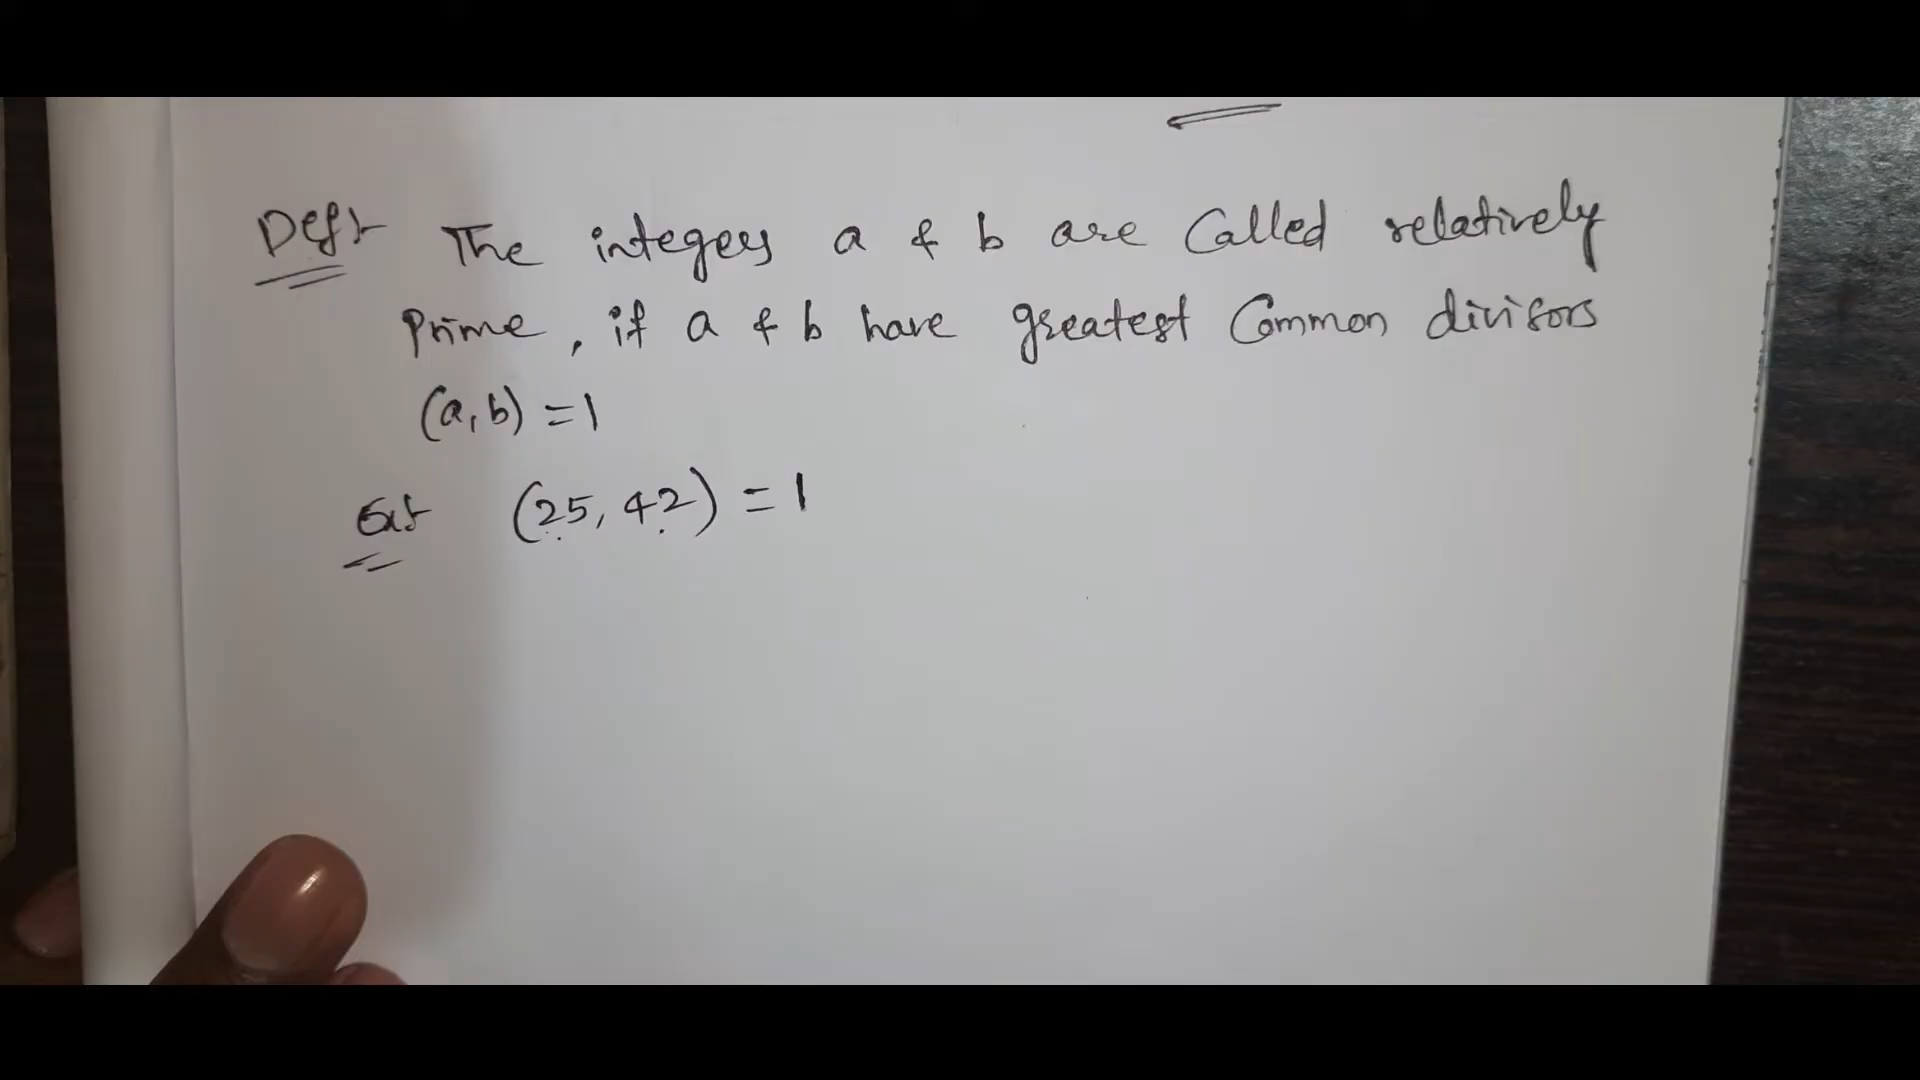 Def:- The integers a & b are called relatively
prime, if a & b have greatest common divisors
(a, b) = 1
Ex:- (25, 42) = 1